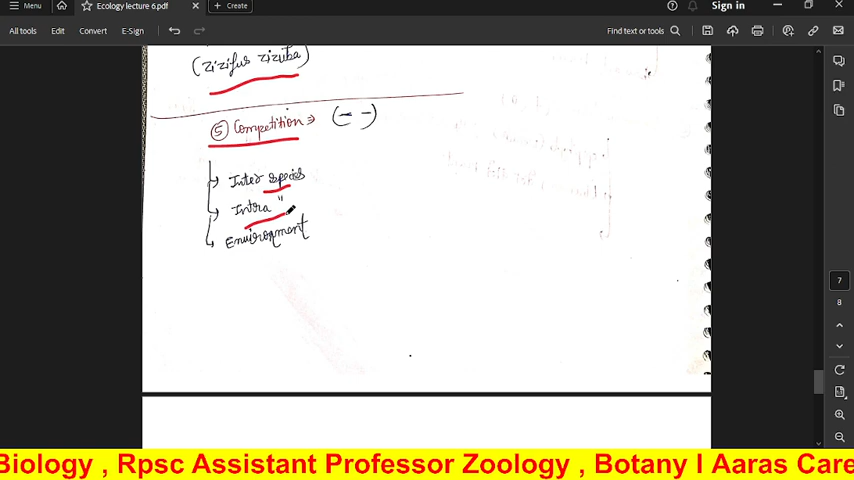 Menu
Ecology lecture 6.pdf
Create
Sign in
All tools Edit Convert E-Sign
Find text or tools
(Zizifus zizuba)
⑤ Competition ⇒ (- -)
→ Inter species
→ Intra "
→ Environment
7
8
Biology , Rpsc Assistant Professor Zoology , Botany I Aaras Care